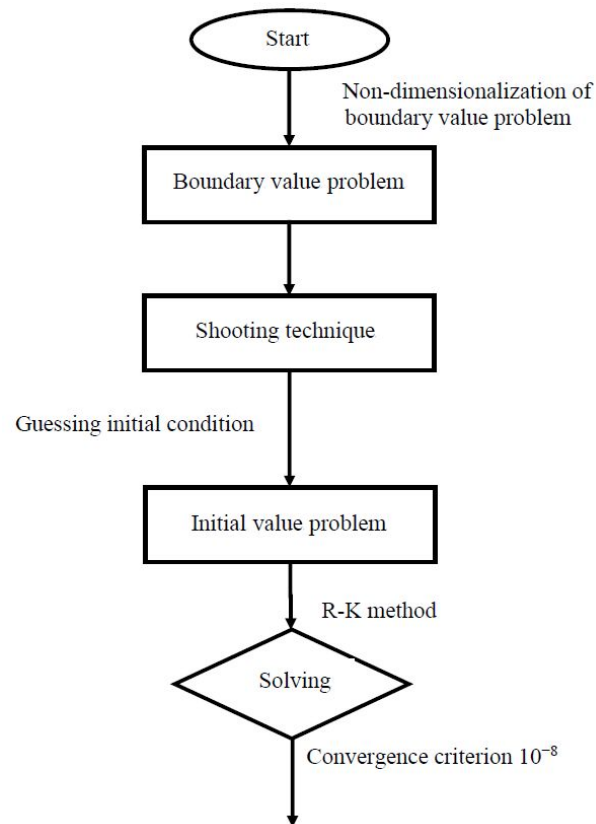 Start
Non-dimensionalization of
boundary value problem
Boundary value problem
Shooting technique
Guessing initial condition
Initial value problem
R-K method
Solving
Convergence criterion 10⁻⁸